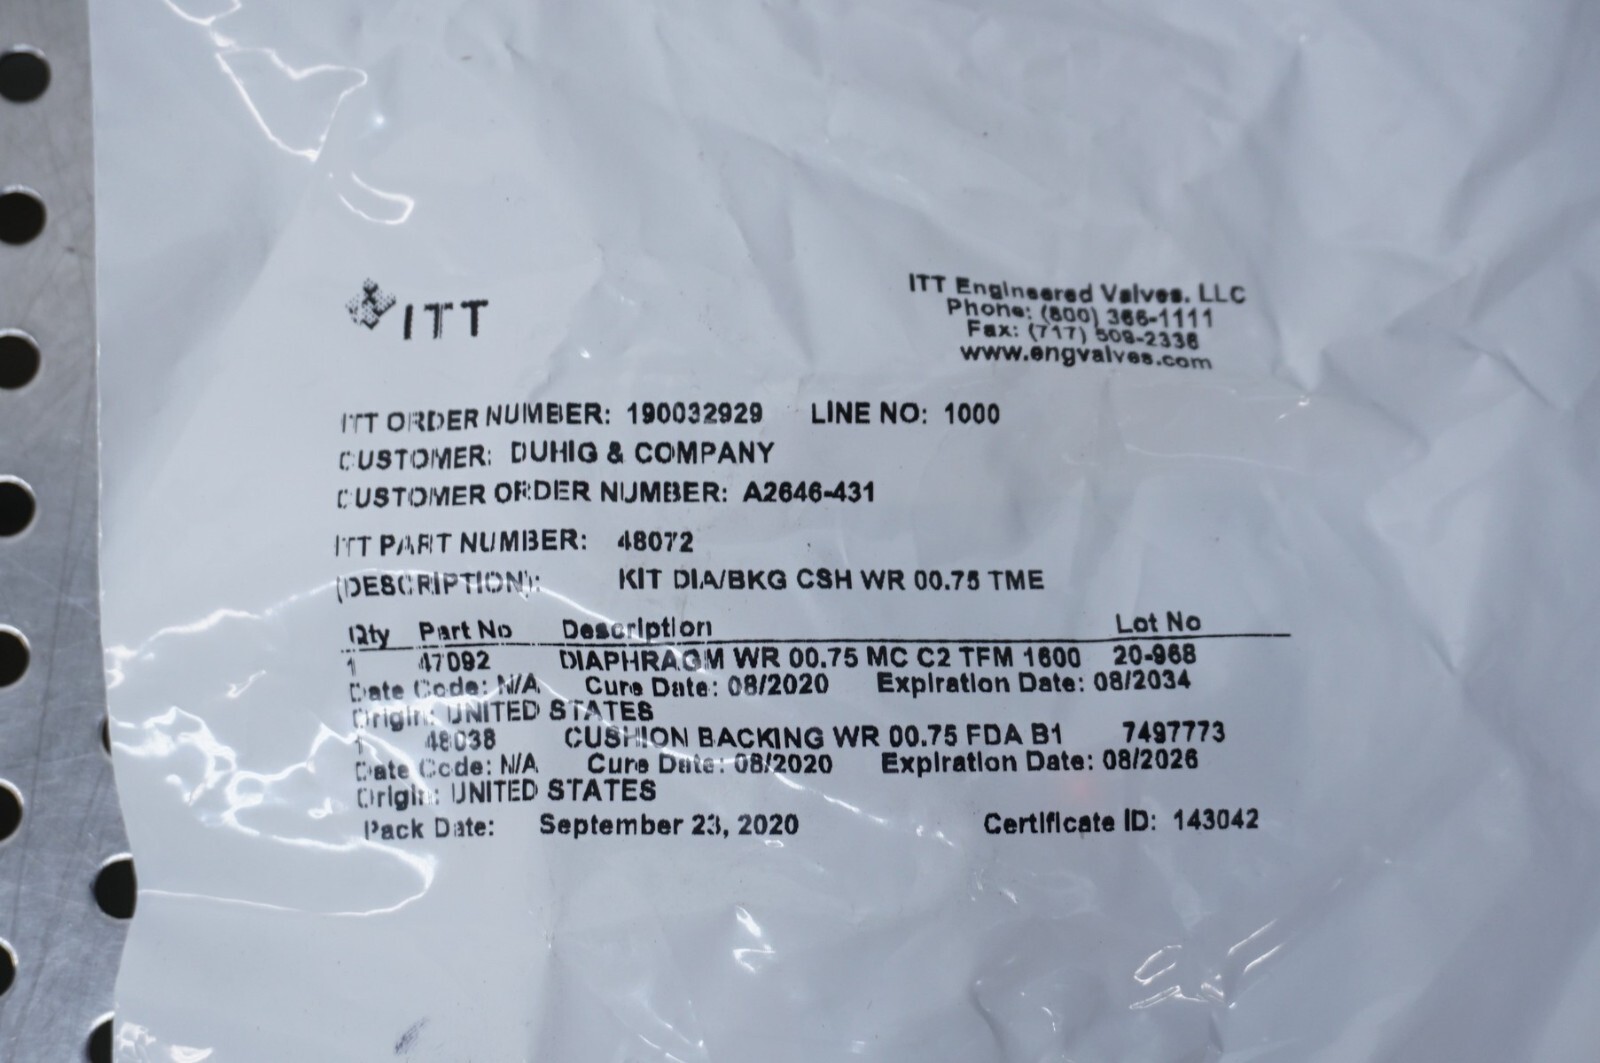 ITT
ITT Engineered Valves, LLC
Phone: (800) 366-1111
Fax: (717) 509-2336
www.engvalves.com
ITT ORDER NUMBER: 190032929 LINE NO: 1000
CUSTOMER: DUHIG & COMPANY
CUSTOMER ORDER NUMBER: A2646-431
ITT PART NUMBER: 48072
(DESCRIPTION): KIT DIA/BKG CSH WR 00.75 TME
Qty Part No Description Lot No
1 47092 DIAPHRAGM WR 00.75 MC C2 TFM 1600 20-968
Date Code: N/A Cure Date: 08/2020 Expiration Date: 08/2034
Origin: UNITED STATES
1 48038 CUSHION BACKING WR 00.75 FDA B1 7497773
Date Code: N/A Cure Date: 08/2020 Expiration Date: 08/2026
Origin: UNITED STATES
Pack Date: September 23, 2020 Certificate ID: 143042